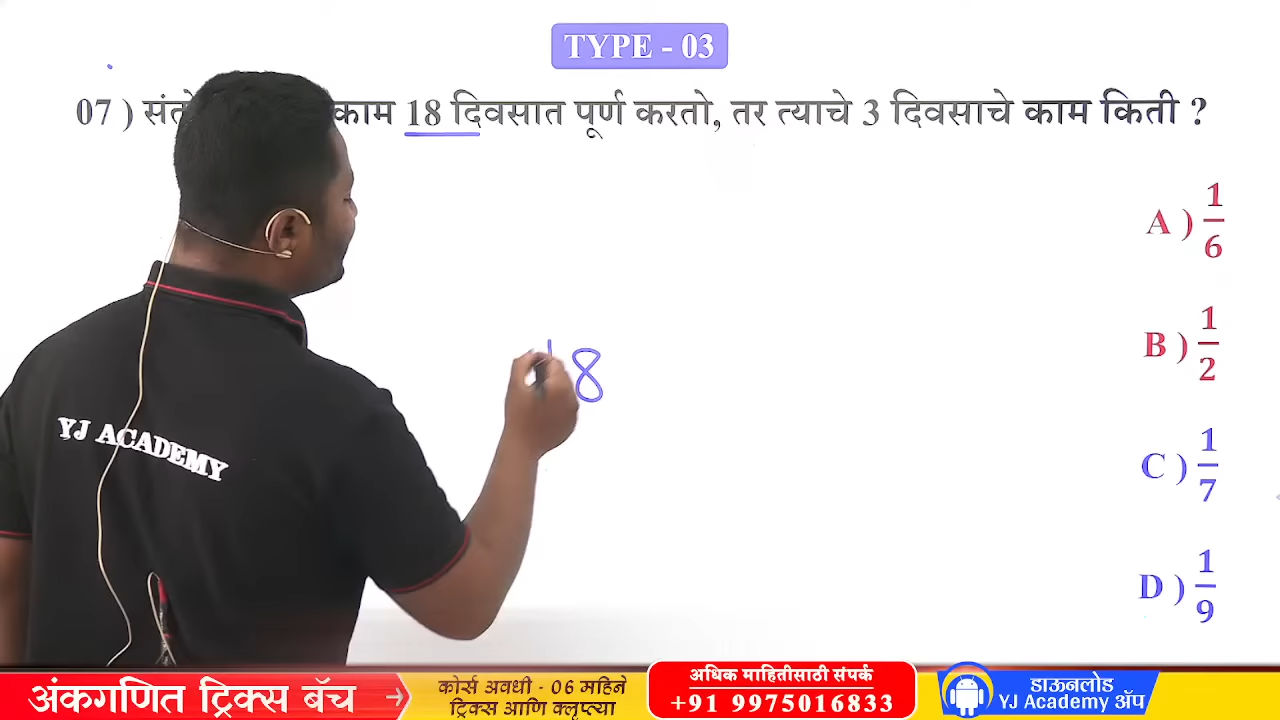 TYPE - 03
07 ) काम 18 दिवसात पूर्ण करतो, तर त्याचे 3 दिवसाचे काम किती ?
A ) 1/6
B ) 1/2
C ) 1/7
D ) 1/9
18
YJ ACADEMY
अंकगणित ट्रिक्स बॅच
कोर्स अवधी - 06 महिने
ट्रिक्स आणि क्लुप्त्या
अधिक माहितीसाठी संपर्क
+91 9975016833
डाऊनलोड
YJ Academy ॲप